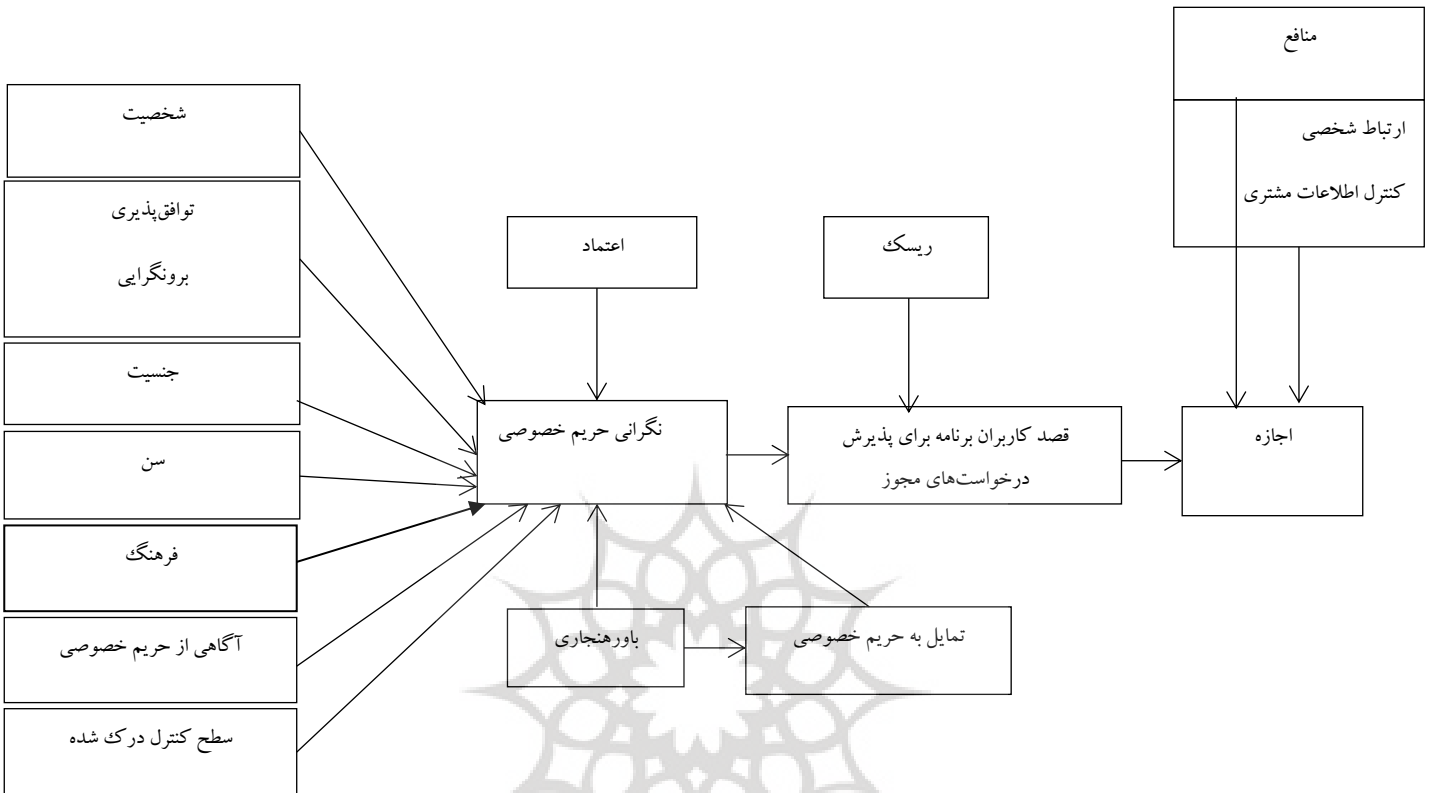 منافع
ارتباط شخصی
کنترل اطلاعات مشتری
شخصیت
توافق‌پذیری
برونگرایی
جنسیت
سن
فرهنگ
آگاهی از حریم خصوصی
سطح کنترل درک شده
اعتماد
ریسک
نگرانی حریم خصوصی
قصد کاربران برنامه برای پذیرش
درخواست‌های مجوز
اجازه
باورهنجاری
تمایل به حریم خصوصی